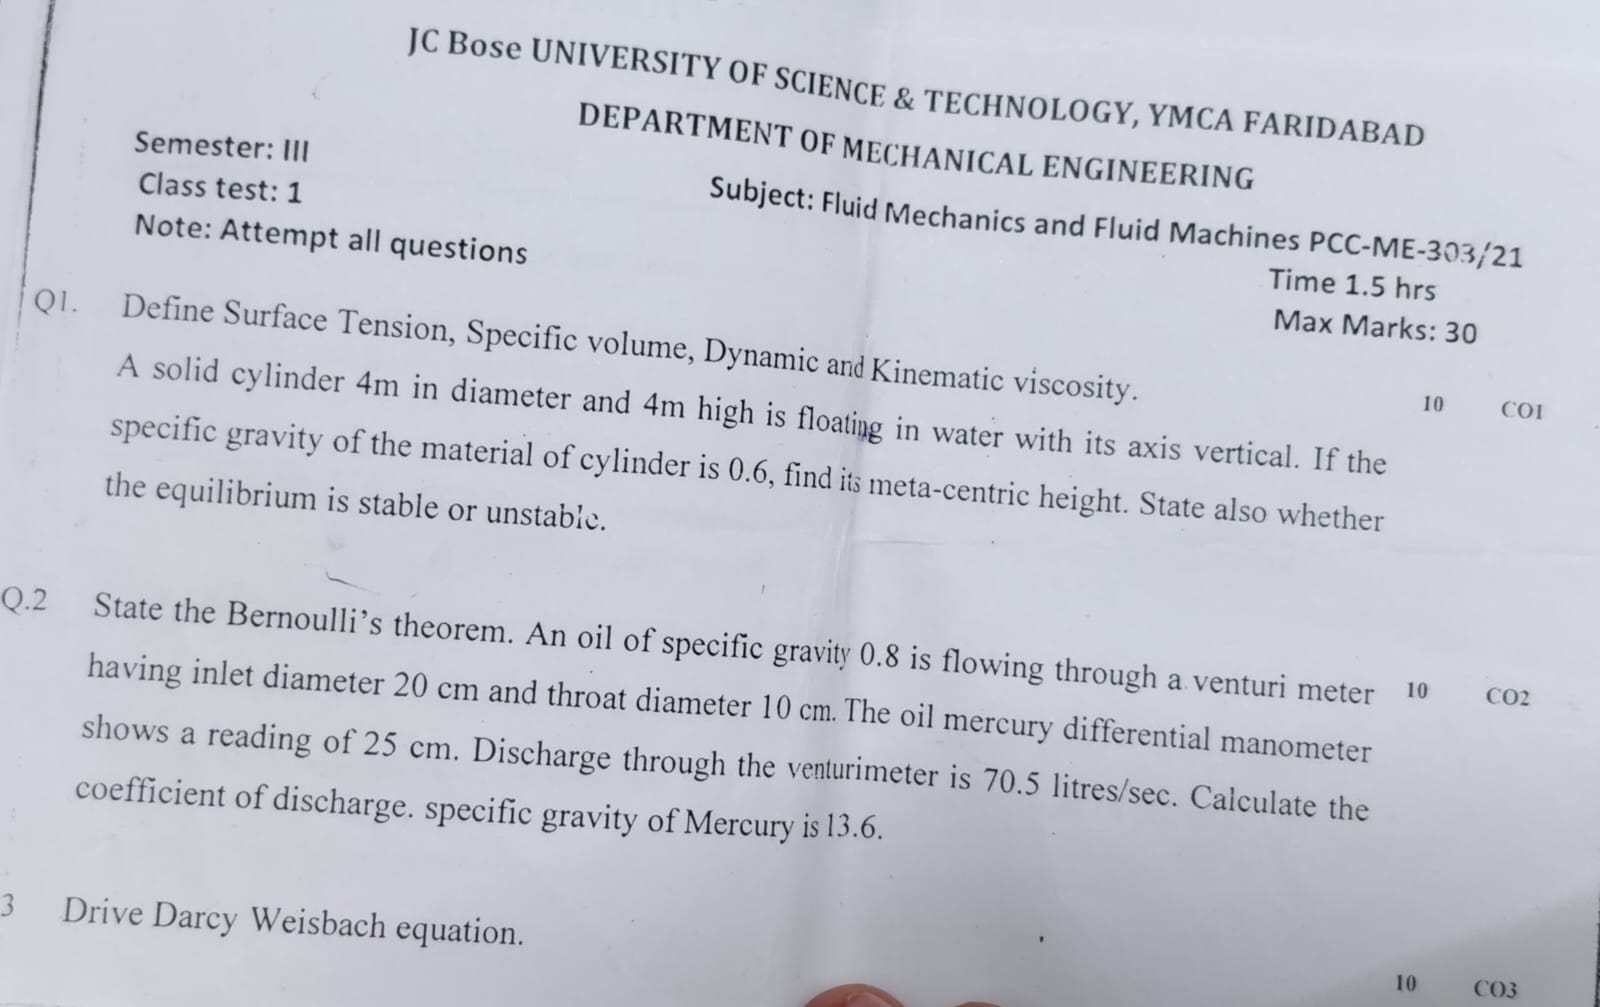 JC Bose UNIVERSITY OF SCIENCE & TECHNOLOGY, YMCA FARIDABAD
DEPARTMENT OF MECHANICAL ENGINEERING
Semester: III
Class test: 1
Subject: Fluid Mechanics and Fluid Machines PCC-ME-303/21
Note: Attempt all questions
Time 1.5 hrs
Max Marks: 30
Q1. Define Surface Tension, Specific volume, Dynamic and Kinematic viscosity. 10 CO1
A solid cylinder 4m in diameter and 4m high is floating in water with its axis vertical. If the
specific gravity of the material of cylinder is 0.6, find its meta-centric height. State also whether
the equilibrium is stable or unstable.
Q.2 State the Bernoulli's theorem. An oil of specific gravity 0.8 is flowing through a venturi meter 10 CO2
having inlet diameter 20 cm and throat diameter 10 cm. The oil mercury differential manometer
shows a reading of 25 cm. Discharge through the venturimeter is 70.5 litres/sec. Calculate the
coefficient of discharge. specific gravity of Mercury is 13.6.
3 Drive Darcy Weisbach equation. 10 CO3